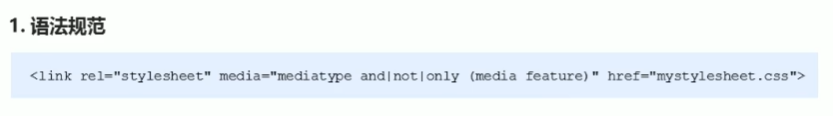 1. 语法规范
<link rel="stylesheet" media="mediatype and|not|only (media feature)" href="mystylesheet.css">